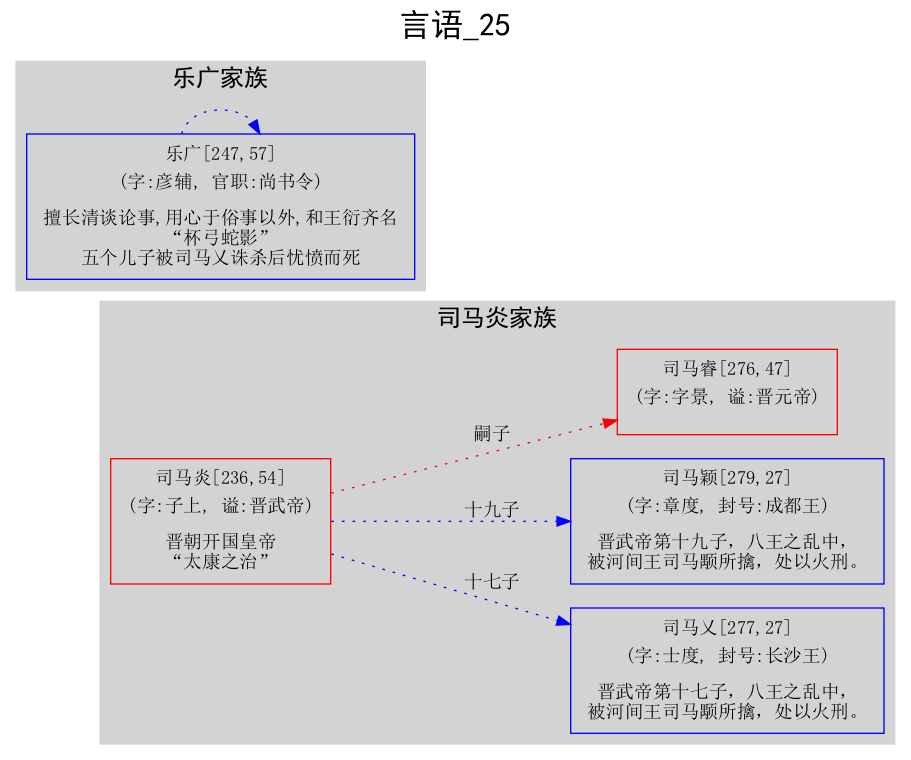 言语_25
乐广家族
乐广[247,57]
(字:彦辅, 官职:尚书令)
擅长清谈论事,用心于俗事以外,和王衍齐名
“杯弓蛇影”
五个儿子被司马乂诛杀后忧愤而死
司马炎家族
司马睿[276,47]
(字:字景, 谥:晋元帝)
嗣子
司马炎[236,54]
(字:子上, 谥:晋武帝)
晋朝开国皇帝
“太康之治”
十九子
司马颖[279,27]
(字:章度, 封号:成都王)
晋武帝第十九子，八王之乱中，
被河间王司马颙所擒，处以火刑。
十七子
司马乂[277,27]
(字:士度, 封号:长沙王)
晋武帝第十七子，八王之乱中，
被河间王司马颙所擒，处以火刑。